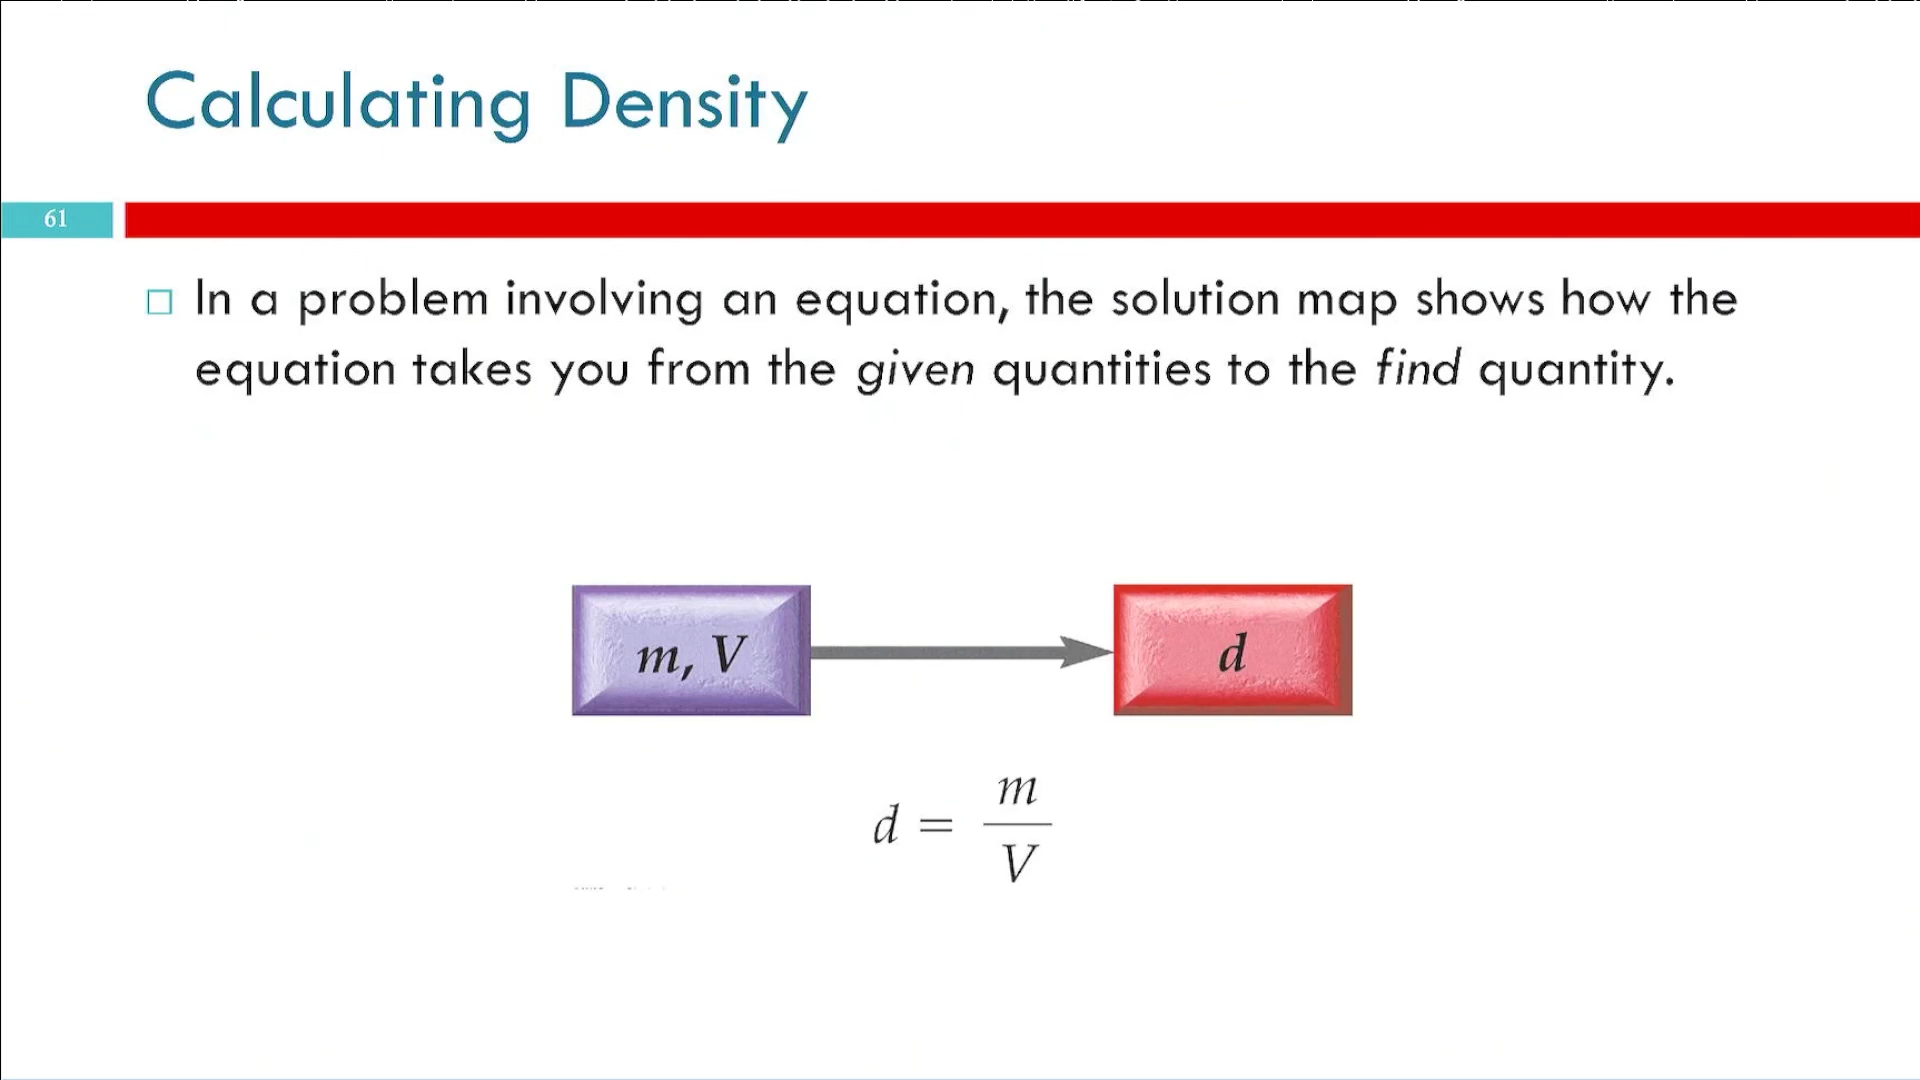 Calculating Density
61
In a problem involving an equation, the solution map shows how the
equation takes you from the given quantities to the find quantity.
m, V
d
d = m
V